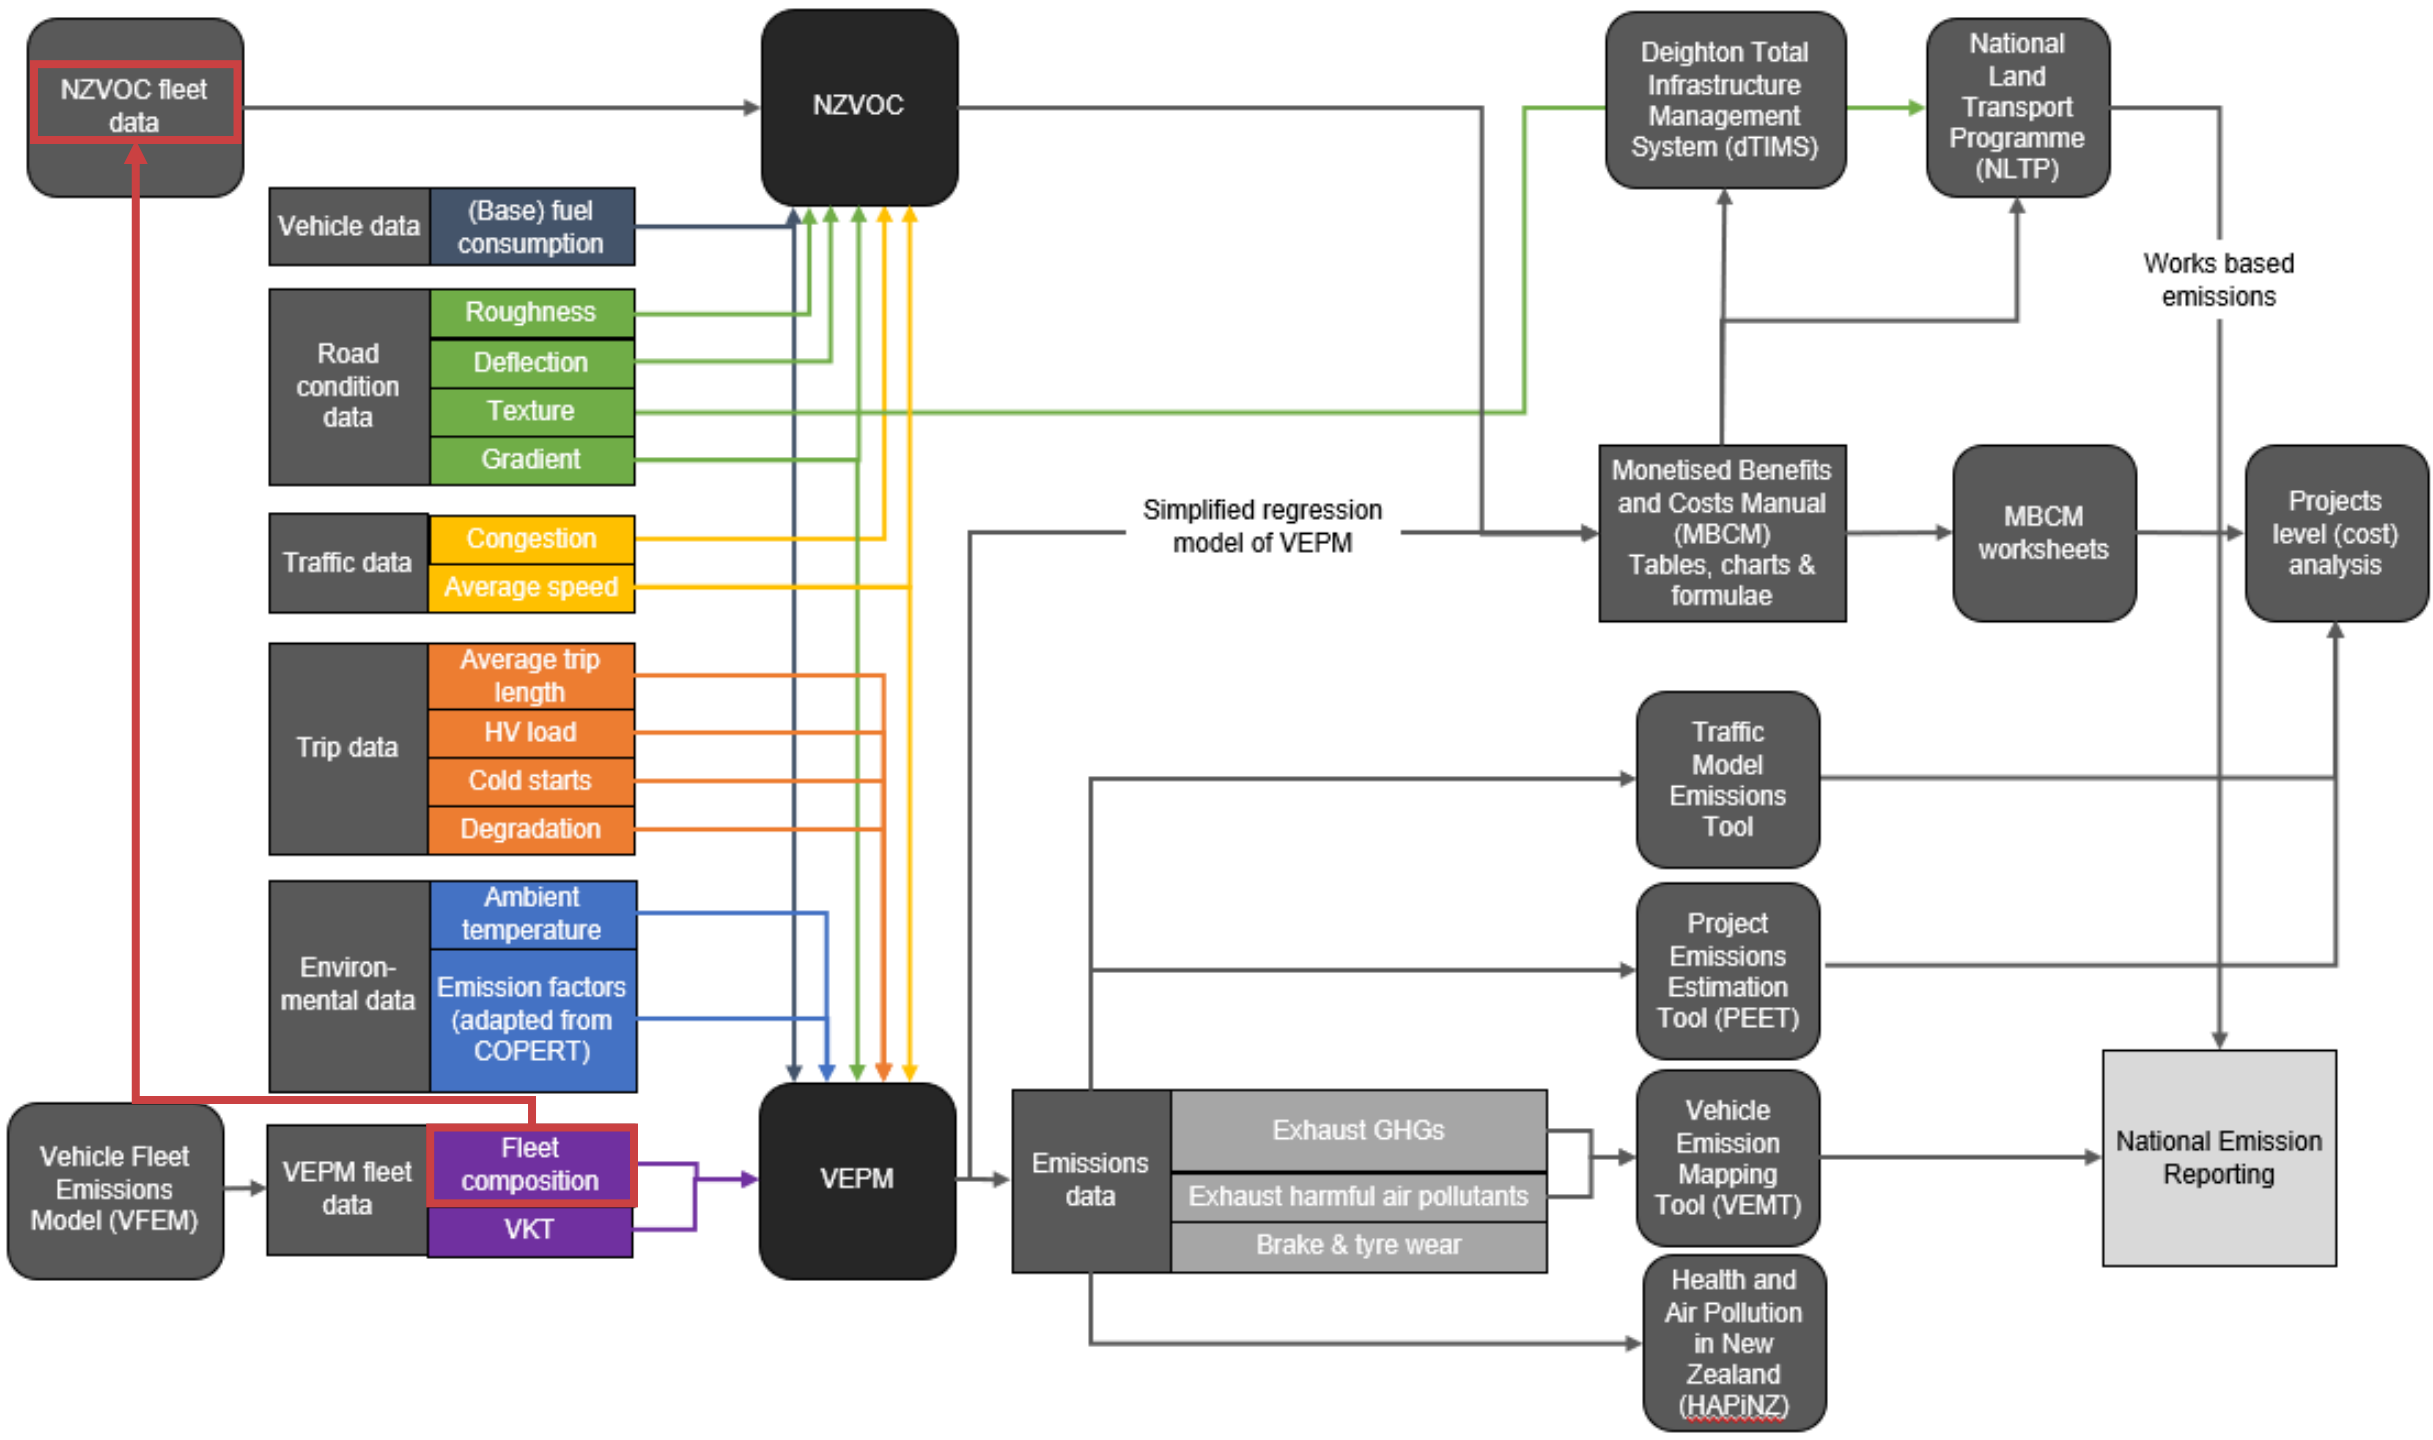 NZVOC fleet
data
NZVOC
Deighton Total
Infrastructure
Management
System (dTIMS)
National
Land
Transport
Programme
(NLTP)
Vehicle data
(Base) fuel
consumption
Works based
emissions
Road
condition
data
Roughness
Deflection
Texture
Gradient
Traffic data
Congestion
Average speed
Simplified regression
model of VEPM
Monetised Benefits
and Costs Manual
(MBCM)
Tables, charts &
formulae
MBCM
worksheets
Projects
level (cost)
analysis
Trip data
Average trip
length
HV load
Cold starts
Degradation
Traffic
Model
Emissions
Tool
Environ-
mental data
Ambient
temperature
Emission factors
(adapted from
COPERT)
Project
Emissions
Estimation
Tool (PEET)
Vehicle Fleet
Emissions
Model (VFEM)
VEPM fleet
data
Fleet
composition
VKT
VEPM
Emissions
data
Exhaust GHGs
Exhaust harmful air pollutants
Brake & tyre wear
Vehicle
Emission
Mapping
Tool (VEMT)
National Emission
Reporting
Health and
Air Pollution
in New
Zealand
(HAPiNZ)